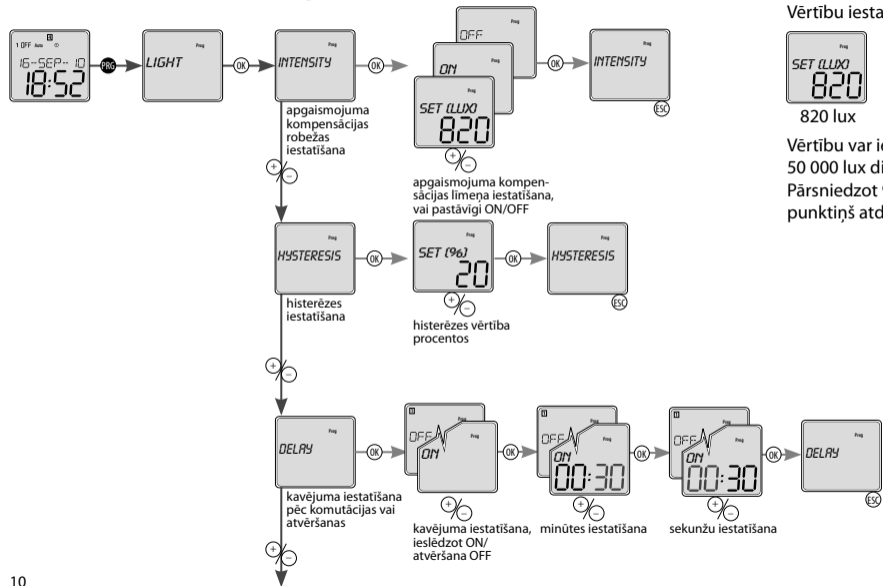 1 OFF Auto
16-SEP-10
18:52
PRG
Prog
LIGHT
OK
Prog
INTENSITY
OK
OFF
Prog
ON
Prog
SET (LUX)
820
OK
Prog
INTENSITY
ESC
apgaismojuma
kompensācijas
robežas
iestatīšana
apgaismojuma kompen-
sācijas līmeņa iestatīšana,
vai pastāvīgi ON/OFF
Prog
HYSTERESIS
OK
Prog
SET (%)
20
OK
Prog
HYSTERESIS
ESC
histerēzes
iestatīšana
histerēzes vērtība
procentos
Prog
DELAY
OK
1
OFF
Prog
ON
OK
1
OFF
Prog
ON
00:30
OK
1
OFF
Prog
ON
00:30
OK
Prog
DELAY
ESC
kavējuma iestatīšana
pēc komutācijas vai
atvēršanas
kavējuma iestatīšana,
ieslēdzot ON/
atvēršana OFF
minūtes iestatīšana
sekunžu iestatīšana
Vērtību iesta
Prog
SET (LUX)
820
820 lux
Vērtību var ie
50 000 lux di
Pārsniedzot
punktiņš atd
10